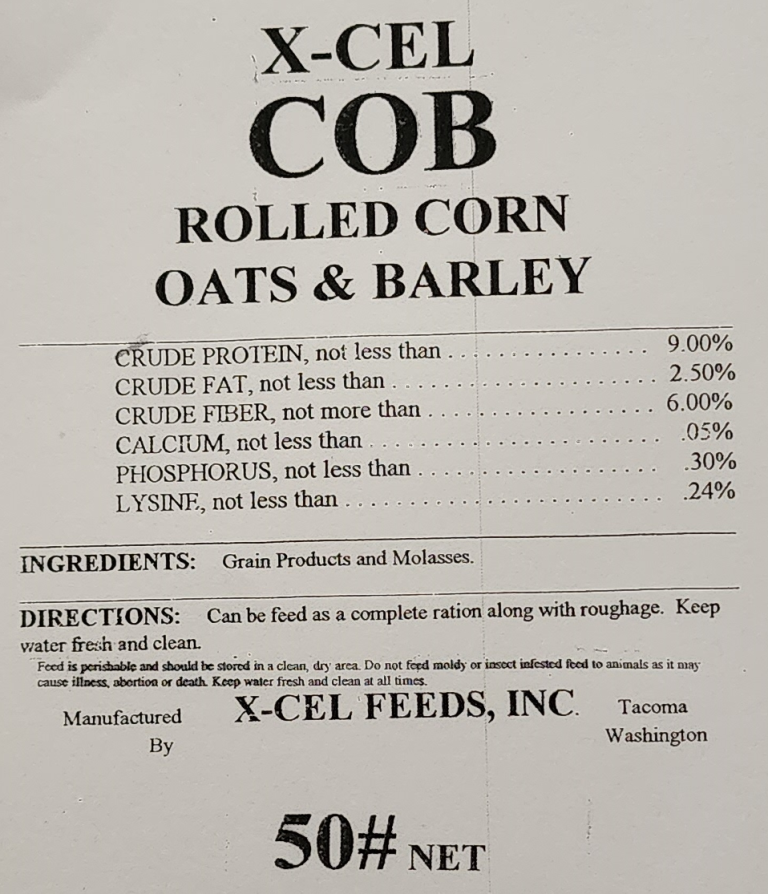 X-CEL
COB
ROLLED CORN
OATS & BARLEY
CRUDE PROTEIN, not less than . . . . . . . . . . . . . . . . . 9.00%
CRUDE FAT, not less than . . . . . . . . . . . . . . . . . . . . . . 2.50%
CRUDE FIBER, not more than . . . . . . . . . . . . . . . . . . . 6.00%
CALCIUM, not less than . . . . . . . . . . . . . . . . . . . . . . . . .05%
PHOSPHORUS, not less than . . . . . . . . . . . . . . . . . . . . .30%
LYSINE, not less than . . . . . . . . . . . . . . . . . . . . . . . . . . .24%
INGREDIENTS: Grain Products and Molasses.
DIRECTIONS: Can be feed as a complete ration along with roughage. Keep
water fresh and clean.
Feed is perishable and should be stored in a clean, dry area. Do not feed moldy or insect infested feed to animals as it may
cause illness, abortion or death. Keep water fresh and clean at all times.
Manufactured X-CEL FEEDS, INC. Tacoma
By Washington
50# NET